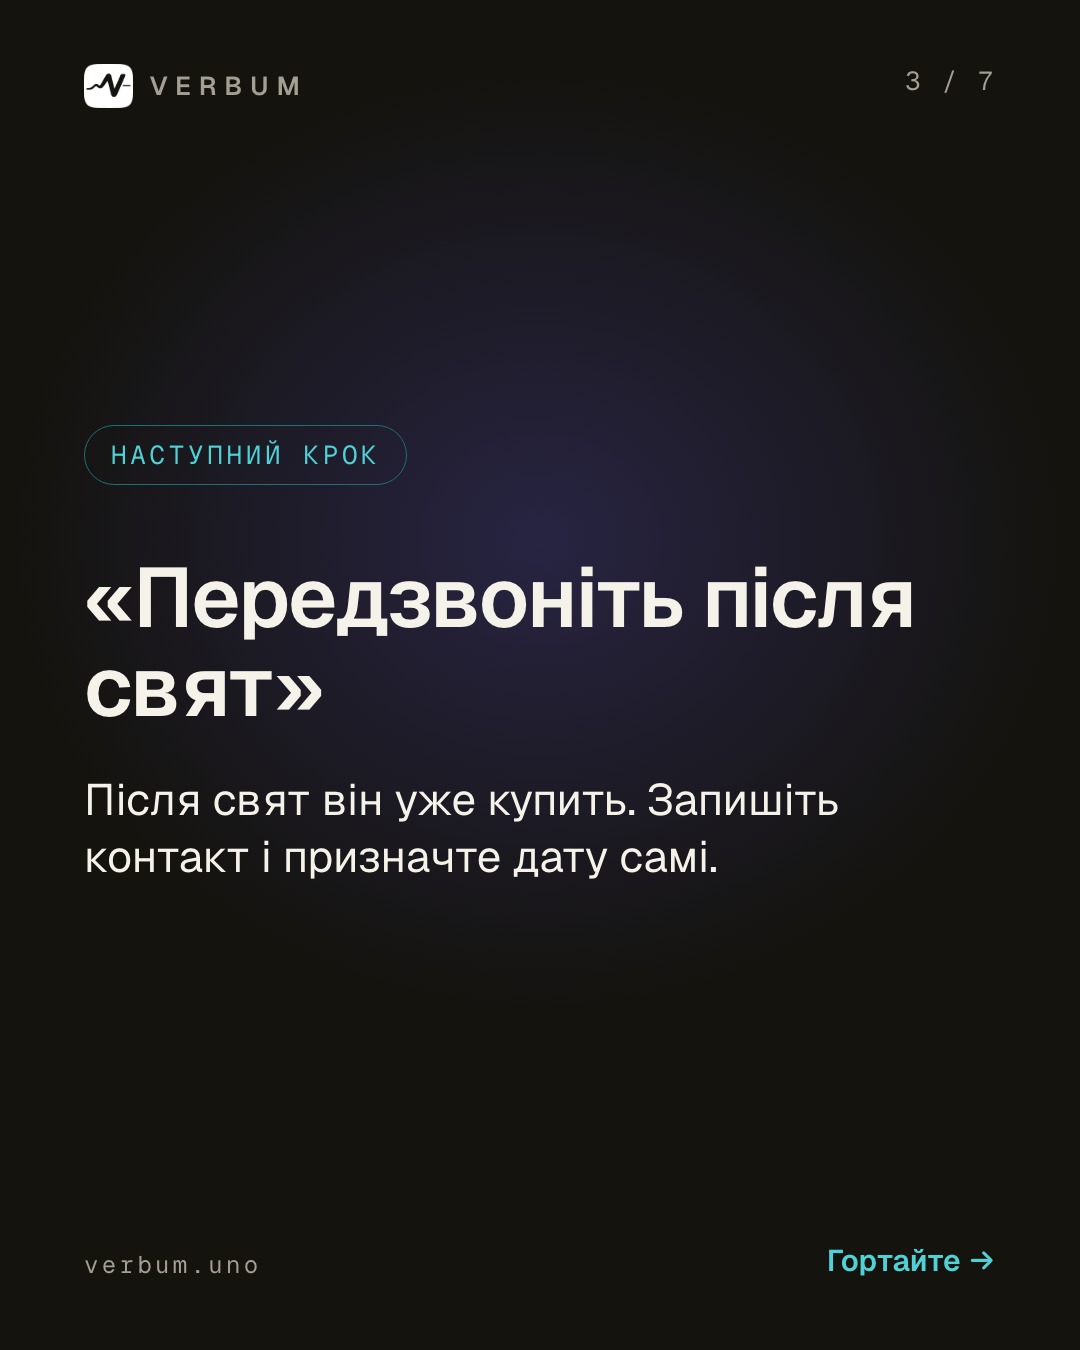 VERBUM
3 / 7
НАСТУПНИЙ КРОК
«Передзвоніть після
свят»
Після свят він уже купить. Запишіть
контакт і призначте дату самі.
verbum.uno
Гортайте →